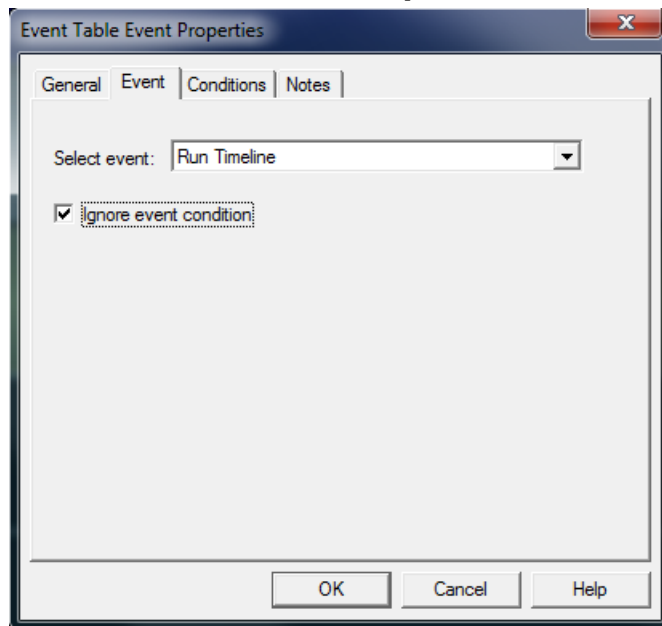 Event Table Event Properties
General Event Conditions Notes
Select event: Run Timeline
Ignore event condition
OK Cancel Help